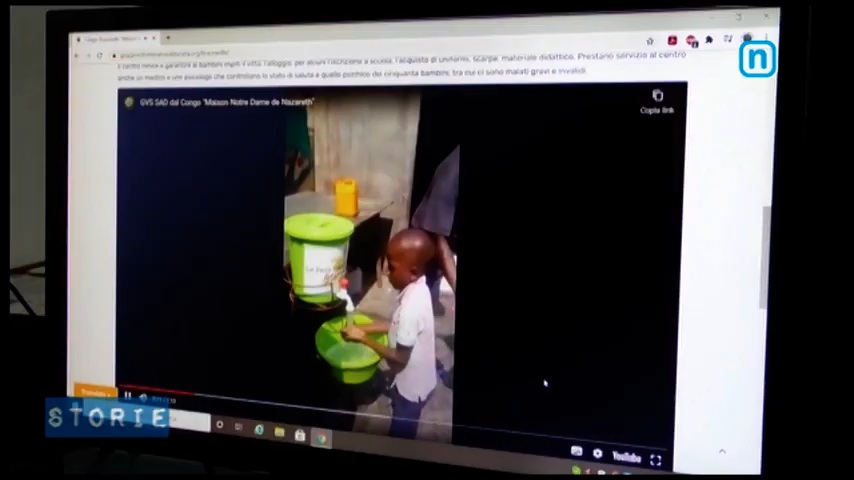 Il centro fornisce e garantisce ai bambini ospiti il vitto, l'alloggio, per alcuni l'iscrizione a scuola, l'acquisto di uniformi, scarpe, materiale didattico. Prestano servizio al centro
anche un medico e uno psicologo che controllano lo stato di salute e quello psichico dei cinquanta bambini, tra cui ci sono malati gravi e invalidi.
n
GVS SAD dal Congo "Maison Notre Dame de Nazareth"
Copia link
Translate
STORIE
YouTube